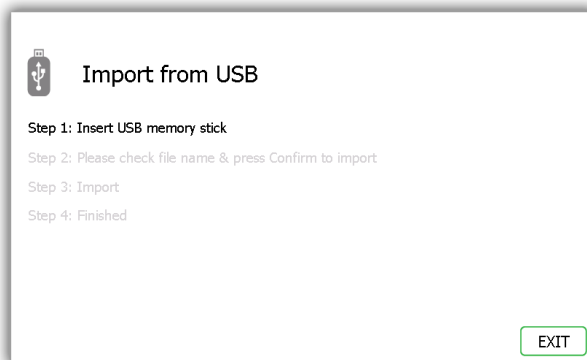 Import from USB
Step 1: Insert USB memory stick
Step 2: Please check file name & press Confirm to import
Step 3: Import
Step 4: Finished
EXIT